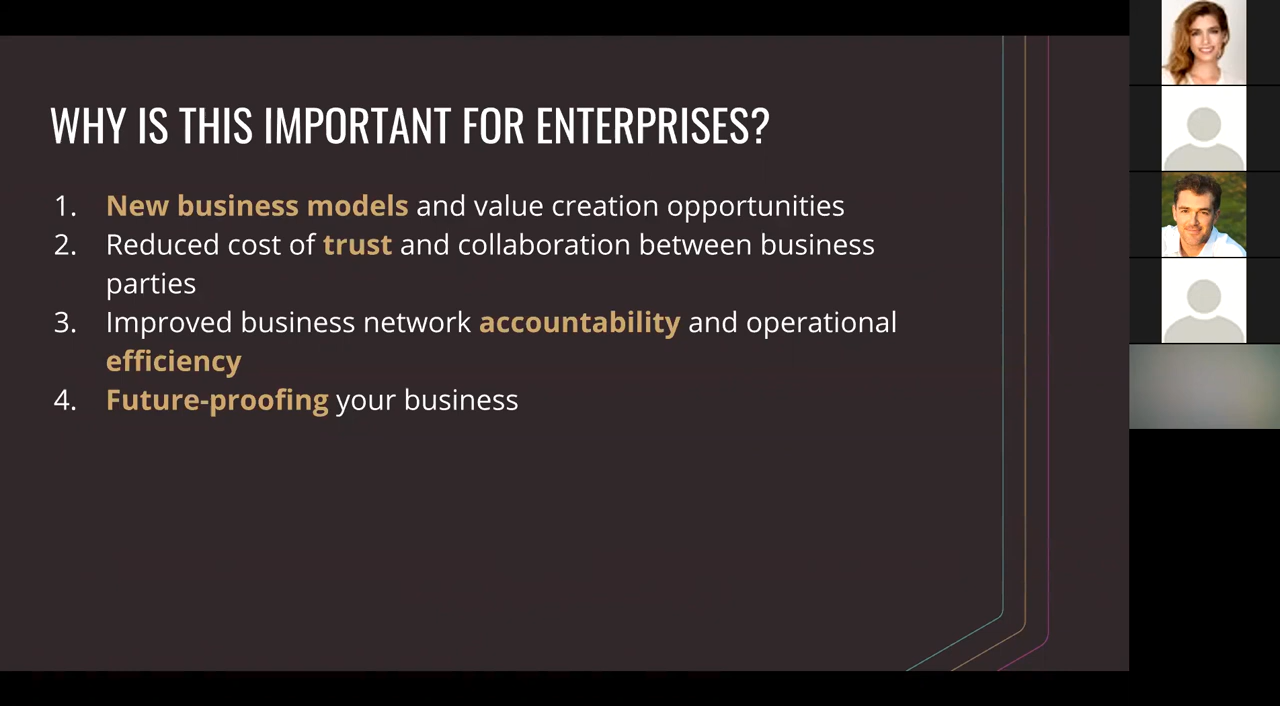 WHY IS THIS IMPORTANT FOR ENTERPRISES?
1. New business models and value creation opportunities
2. Reduced cost of trust and collaboration between business
parties
3. Improved business network accountability and operational
efficiency
4. Future-proofing your business